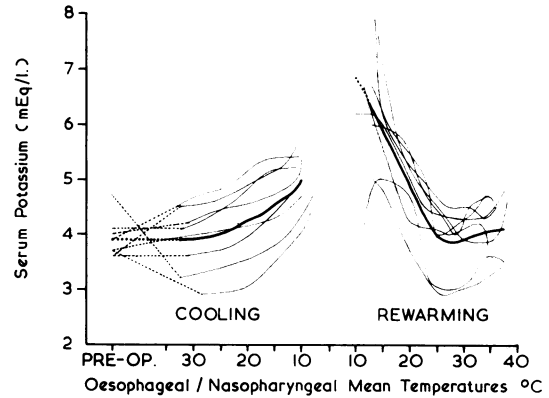 8
7
6
5
4
3
2
Serum Potassium (mEq/l.)
COOLING REWARMING
PRE-OP. 30 20 10 10 20 30 40
Oesophageal / Nasopharyngeal Mean Temperatures °C